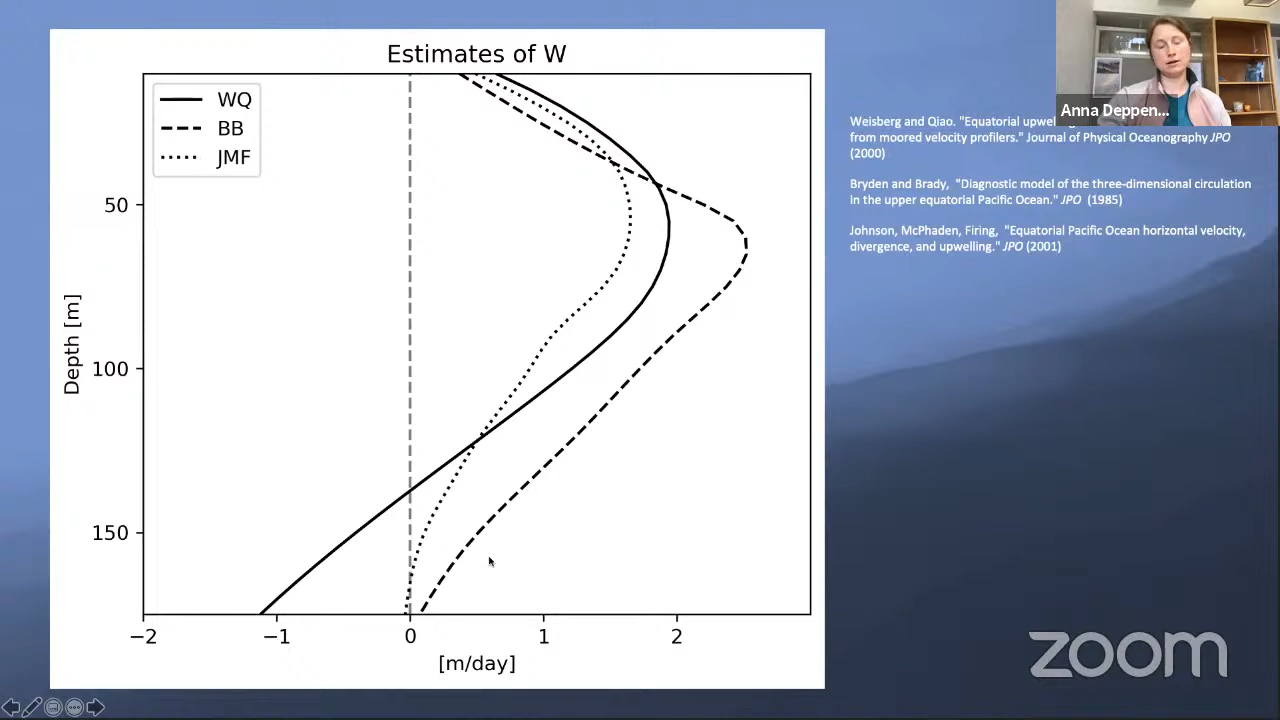 Estimates of W
WQ
BB
JMF
50
100
150
Depth [m]
−2
−1
0
1
2
[m/day]
Anna Deppen...
Weisberg and Qiao. "Equatorial
from moored velocity profilers." Journal of Physical Oceanography JPO
(2000)
Bryden and Brady, "Diagnostic model of the three-dimensional circulation
in the upper equatorial Pacific Ocean." JPO (1985)
Johnson, McPhaden, Firing, "Equatorial Pacific Ocean horizontal velocity,
divergence, and upwelling." JPO (2001)
zoom